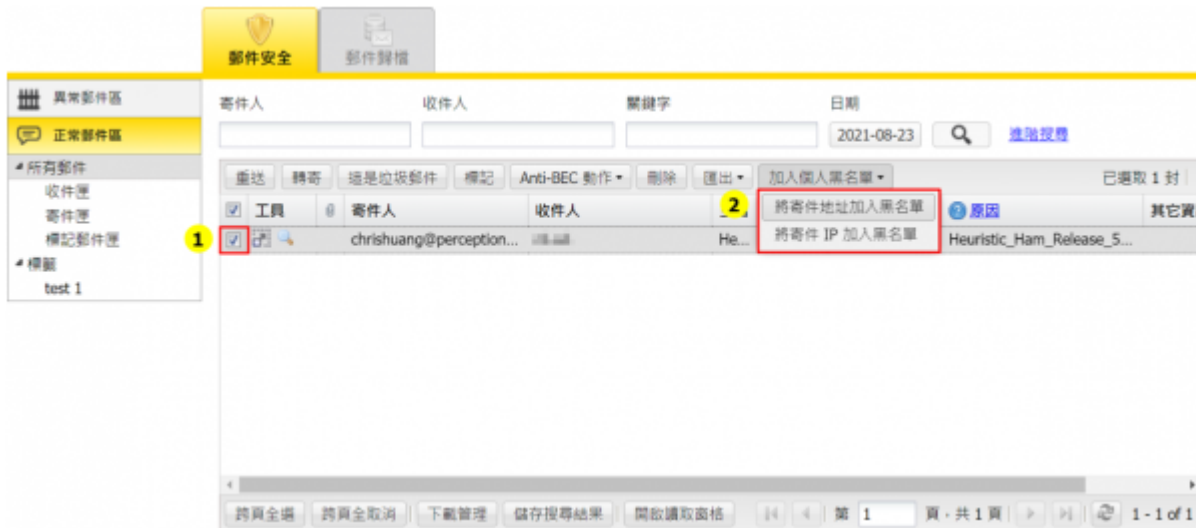 郵件安全
郵件歸檔
異常郵件區
正常郵件區
所有郵件
收件匣
寄件匣
標記郵件匣
標籤
test 1
寄件人 收件人 關鍵字 日期
2021-08-23 進階搜尋
重送 轉寄 這是垃圾郵件 標記 Anti-BEC 動作 刪除 匯出 加入個人黑名單 已選取 1 封
工具 寄件人 收件人 2 將寄件地址加入黑名單 原因 其它資
1 chrishuang@perception... He... 將寄件 IP 加入黑名單 Heuristic_Ham_Release_5...
跨頁全選 跨頁全取消 下載管理 儲存搜尋結果 開啟讀取窗格 第 1 頁，共 1 頁 1 - 1 of 1